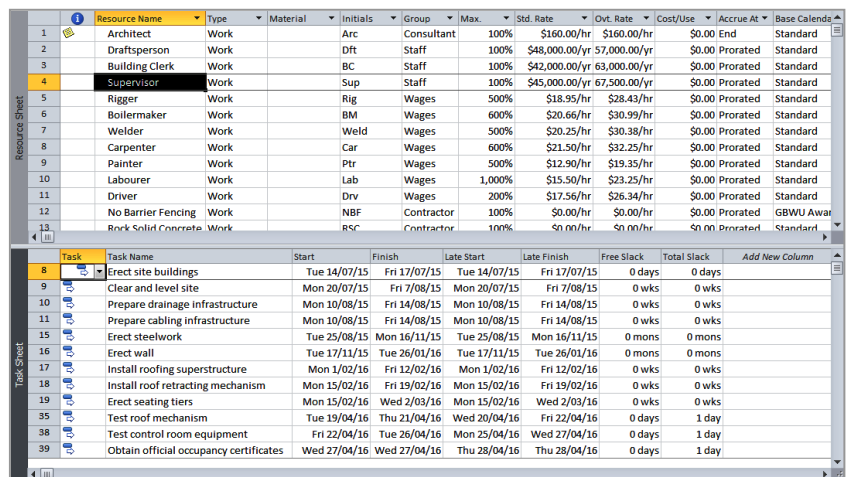 Resource Name Type Material Initials Group Max. Std. Rate Ovt. Rate Cost/Use Accrue At Base Calenda
1 Architect Work Arc Consultant 100% $160.00/hr $160.00/hr $0.00 End Standard
2 Draftsperson Work Dft Staff 100% $48,000.00/yr 57,000.00/yr $0.00 Prorated Standard
3 Building Clerk Work BC Staff 100% $42,000.00/yr 63,000.00/yr $0.00 Prorated Standard
4 Supervisor Work Sup Staff 100% $45,000.00/yr 67,500.00/yr $0.00 Prorated Standard
5 Rigger Work Rig Wages 500% $18.95/hr $28.43/hr $0.00 Prorated Standard
6 Boilermaker Work BM Wages 600% $20.66/hr $30.99/hr $0.00 Prorated Standard
7 Welder Work Weld Wages 500% $20.25/hr $30.38/hr $0.00 Prorated Standard
8 Carpenter Work Car Wages 600% $21.50/hr $32.25/hr $0.00 Prorated Standard
9 Painter Work Ptr Wages 500% $12.90/hr $19.35/hr $0.00 Prorated Standard
10 Labourer Work Lab Wages 1,000% $15.50/hr $23.25/hr $0.00 Prorated Standard
11 Driver Work Drv Wages 200% $17.56/hr $26.34/hr $0.00 Prorated Standard
12 No Barrier Fencing Work NBF Contractor 100% $0.00/hr $0.00/hr $0.00 Prorated GBWU Awar
13 Rock Solid Concrete Work RSC Contractor 100% $0.00/hr $0.00/hr $0.00 Prorated Standard
Resource Sheet
Task Task Name Start Finish Late Start Late Finish Free Slack Total Slack Add New Column
8 Erect site buildings Tue 14/07/15 Fri 17/07/15 Tue 14/07/15 Fri 17/07/15 0 days 0 days
9 Clear and level site Mon 20/07/15 Fri 7/08/15 Mon 20/07/15 Fri 7/08/15 0 wks 0 wks
10 Prepare drainage infrastructure Mon 10/08/15 Fri 14/08/15 Mon 10/08/15 Fri 14/08/15 0 wks 0 wks
11 Prepare cabling infrastructure Mon 10/08/15 Fri 14/08/15 Mon 10/08/15 Fri 14/08/15 0 wks 0 wks
15 Erect steelwork Tue 25/08/15 Mon 16/11/15 Tue 25/08/15 Mon 16/11/15 0 mons 0 mons
16 Erect wall Tue 17/11/15 Tue 26/01/16 Tue 17/11/15 Tue 26/01/16 0 mons 0 mons
17 Install roofing superstructure Mon 1/02/16 Fri 12/02/16 Mon 1/02/16 Fri 12/02/16 0 wks 0 wks
18 Install roof retracting mechanism Mon 15/02/16 Fri 19/02/16 Mon 15/02/16 Fri 19/02/16 0 wks 0 wks
19 Erect seating tiers Mon 15/02/16 Wed 2/03/16 Mon 15/02/16 Wed 2/03/16 0 wks 0 wks
35 Test roof mechanism Tue 19/04/16 Thu 21/04/16 Wed 20/04/16 Fri 22/04/16 0 days 1 day
38 Test control room equipment Fri 22/04/16 Tue 26/04/16 Mon 25/04/16 Wed 27/04/16 0 days 1 day
39 Obtain official occupancy certificates Wed 27/04/16 Wed 27/04/16 Thu 28/04/16 Thu 28/04/16 0 days 1 day
Task Sheet